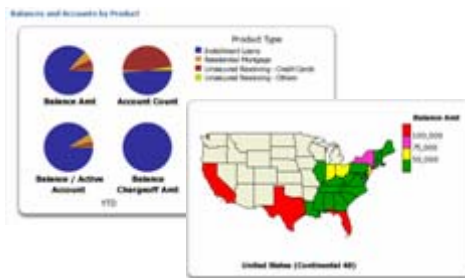 Balances and Accounts by Product
Product Type
Installment Loans
Residential Mortgage
Unsecured Revolving - Credit Cards
Unsecured Revolving - Others
Balance Amt
Account Count
Balance / Active
Account
Balance
Chargeoff Amt
YTD
Balance Amt
100,000
75,000
50,000
United States (Continental 48)